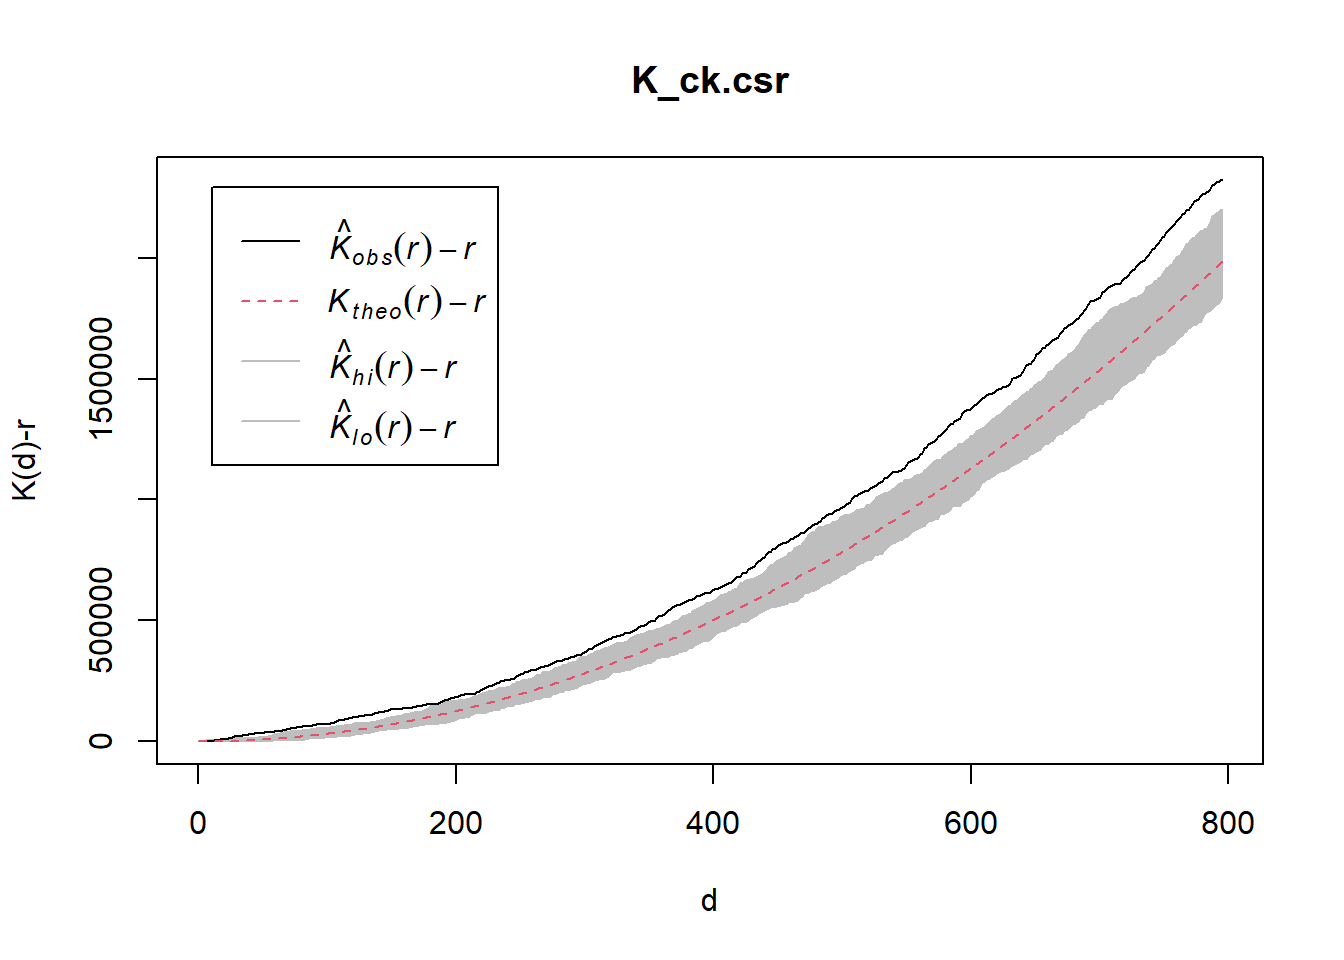 K_ck.csr
K̂obs(r) − r
Ktheo(r) − r
K̂hi(r) − r
K̂lo(r) − r
K(d)-r
1500000
500000
0
0 200 400 600 800
d